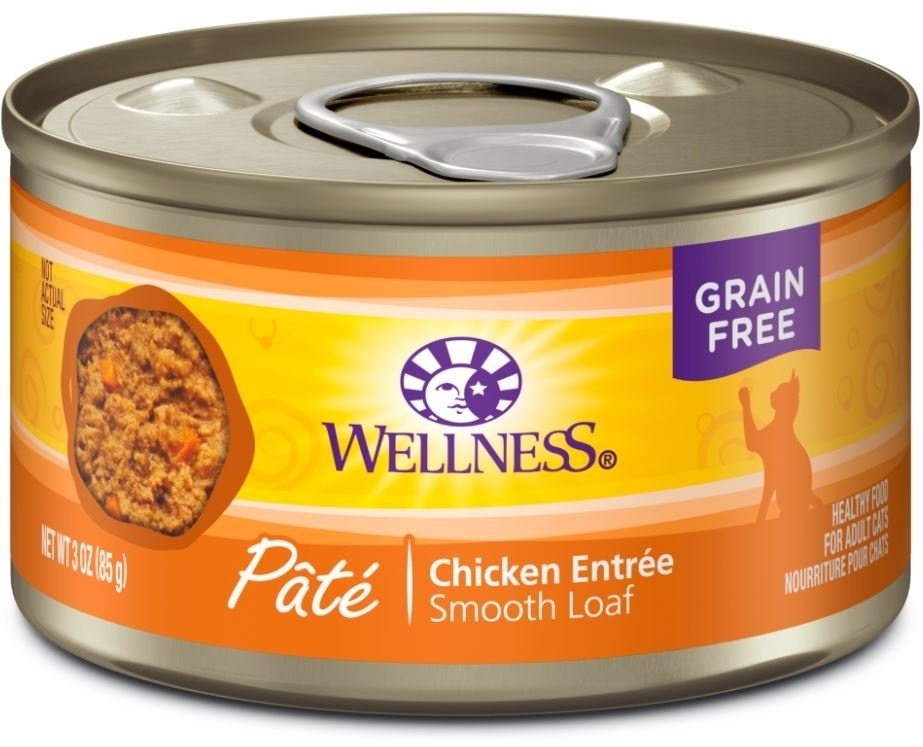 NOT
ACTUAL
SIZE
GRAIN
FREE
WELLNESS®
NET WT 3 OZ (85 g)
Pâté
Chicken Entrée
Smooth Loaf
HEALTHY FOOD
FOR ADULT CATS
NOURRITURE POUR CHATS